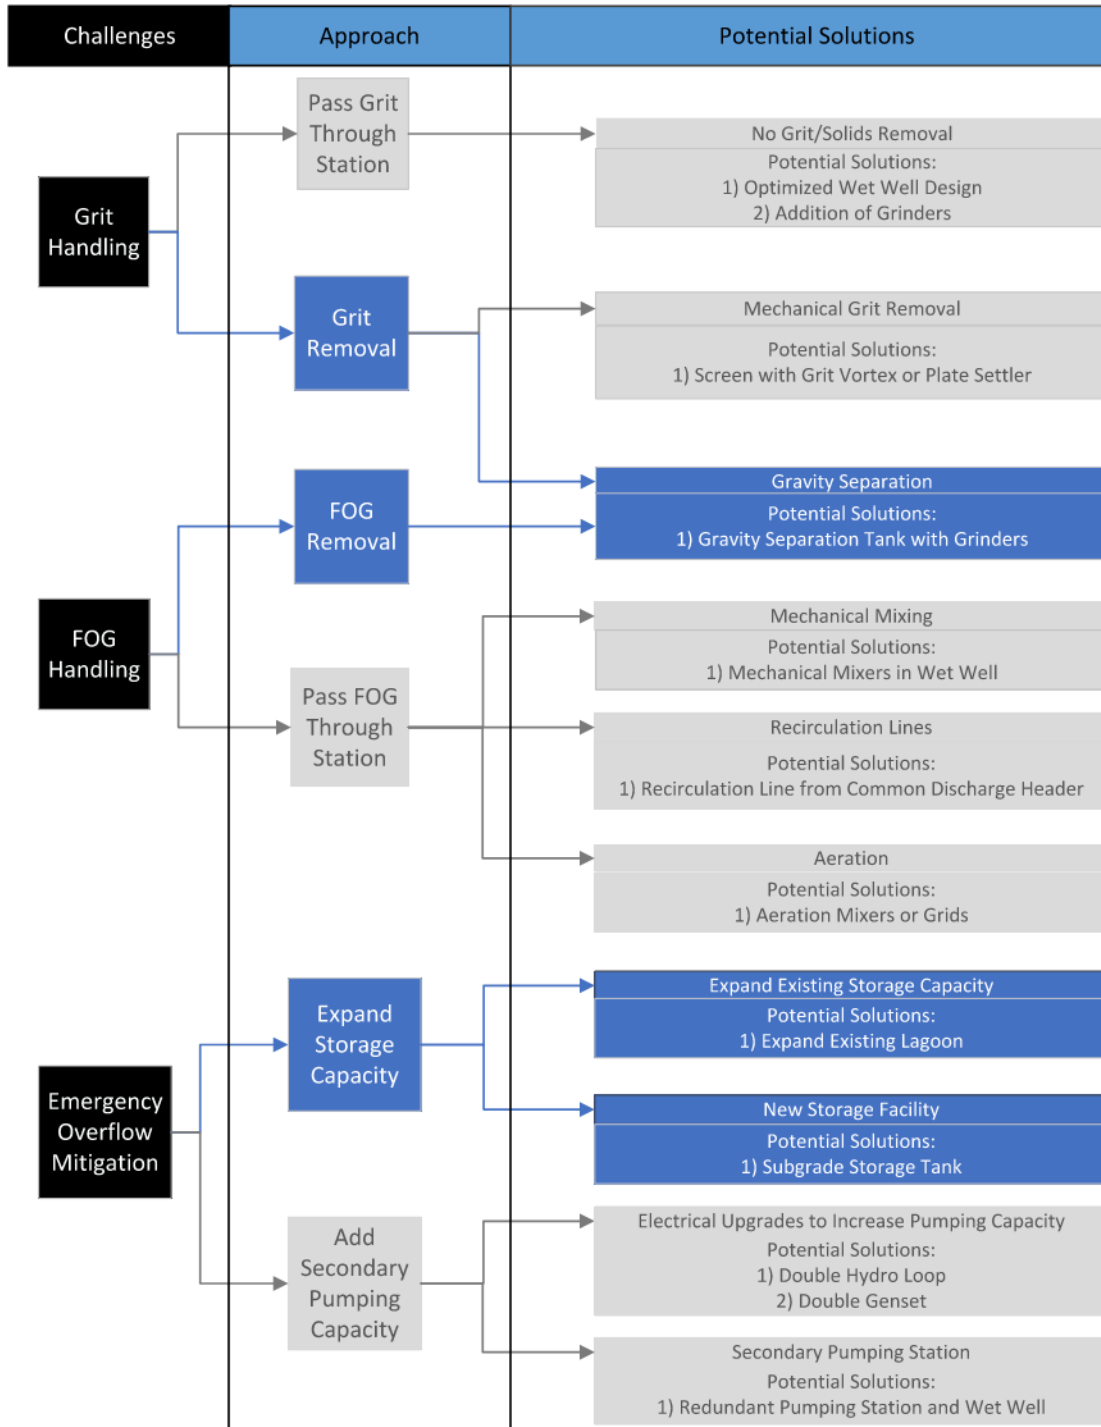 Challenges
Approach
Potential Solutions
Pass Grit
Through
Station
No Grit/Solids Removal
Potential Solutions:
1) Optimized Wet Well Design
2) Addition of Grinders
Grit
Handling
Grit
Removal
Mechanical Grit Removal
Potential Solutions:
1) Screen with Grit Vortex or Plate Settler
FOG
Removal
Gravity Separation
Potential Solutions:
1) Gravity Separation Tank with Grinders
FOG
Handling
Pass FOG
Through
Station
Mechanical Mixing
Potential Solutions:
1) Mechanical Mixers in Wet Well
Recirculation Lines
Potential Solutions:
1) Recirculation Line from Common Discharge Header
Aeration
Potential Solutions:
1) Aeration Mixers or Grids
Emergency
Overflow
Mitigation
Expand
Storage
Capacity
Expand Existing Storage Capacity
Potential Solutions:
1) Expand Existing Lagoon
New Storage Facility
Potential Solutions:
1) Subgrade Storage Tank
Add
Secondary
Pumping
Capacity
Electrical Upgrades to Increase Pumping Capacity
Potential Solutions:
1) Double Hydro Loop
2) Double Genset
Secondary Pumping Station
Potential Solutions:
1) Redundant Pumping Station and Wet Well